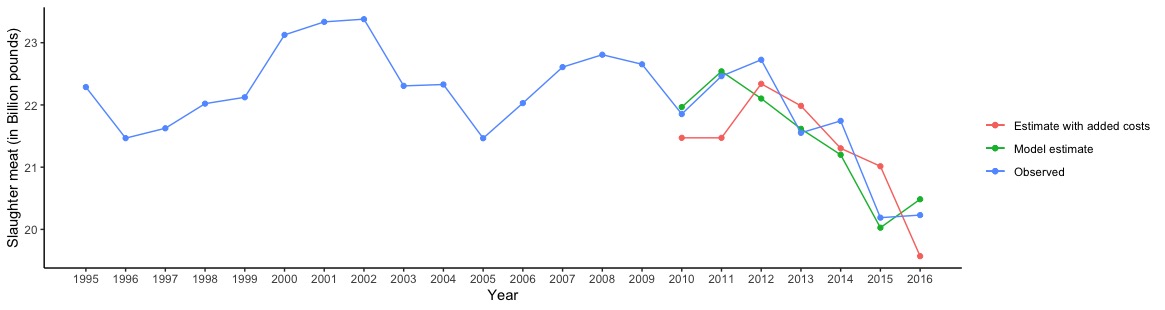 Slaughter meat (in Billion pounds)
23
22
21
20
1995 1996 1997 1998 1999 2000 2001 2002 2003 2004 2005 2006 2007 2008 2009 2010 2011 2012 2013 2014 2015 2016
Year
Estimate with added costs
Model estimate
Observed